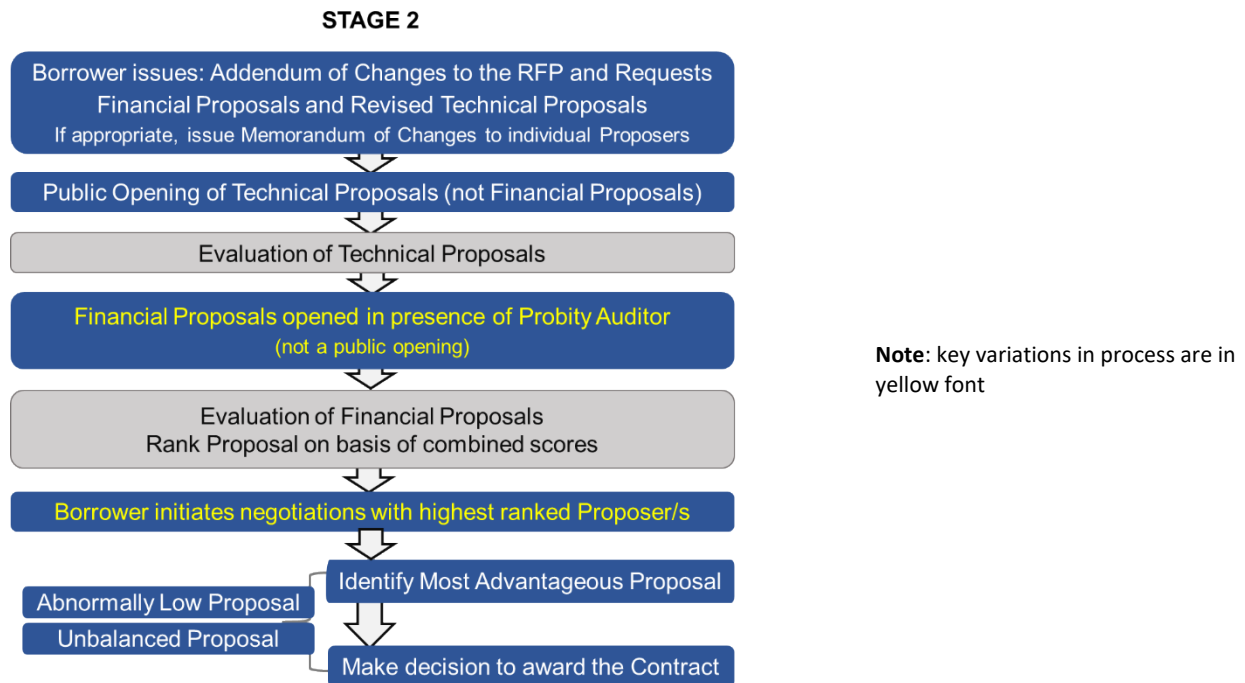 STAGE 2
Borrower issues: Addendum of Changes to the RFP and Requests
Financial Proposals and Revised Technical Proposals
If appropriate, issue Memorandum of Changes to individual Proposers
Public Opening of Technical Proposals (not Financial Proposals)
Evaluation of Technical Proposals
Financial Proposals opened in presence of Probity Auditor
(not a public opening)
Note: key variations in process are in
yellow font
Evaluation of Financial Proposals
Rank Proposal on basis of combined scores
Borrower initiates negotiations with highest ranked Proposer/s
Identify Most Advantageous Proposal
Abnormally Low Proposal
Unbalanced Proposal
Make decision to award the Contract